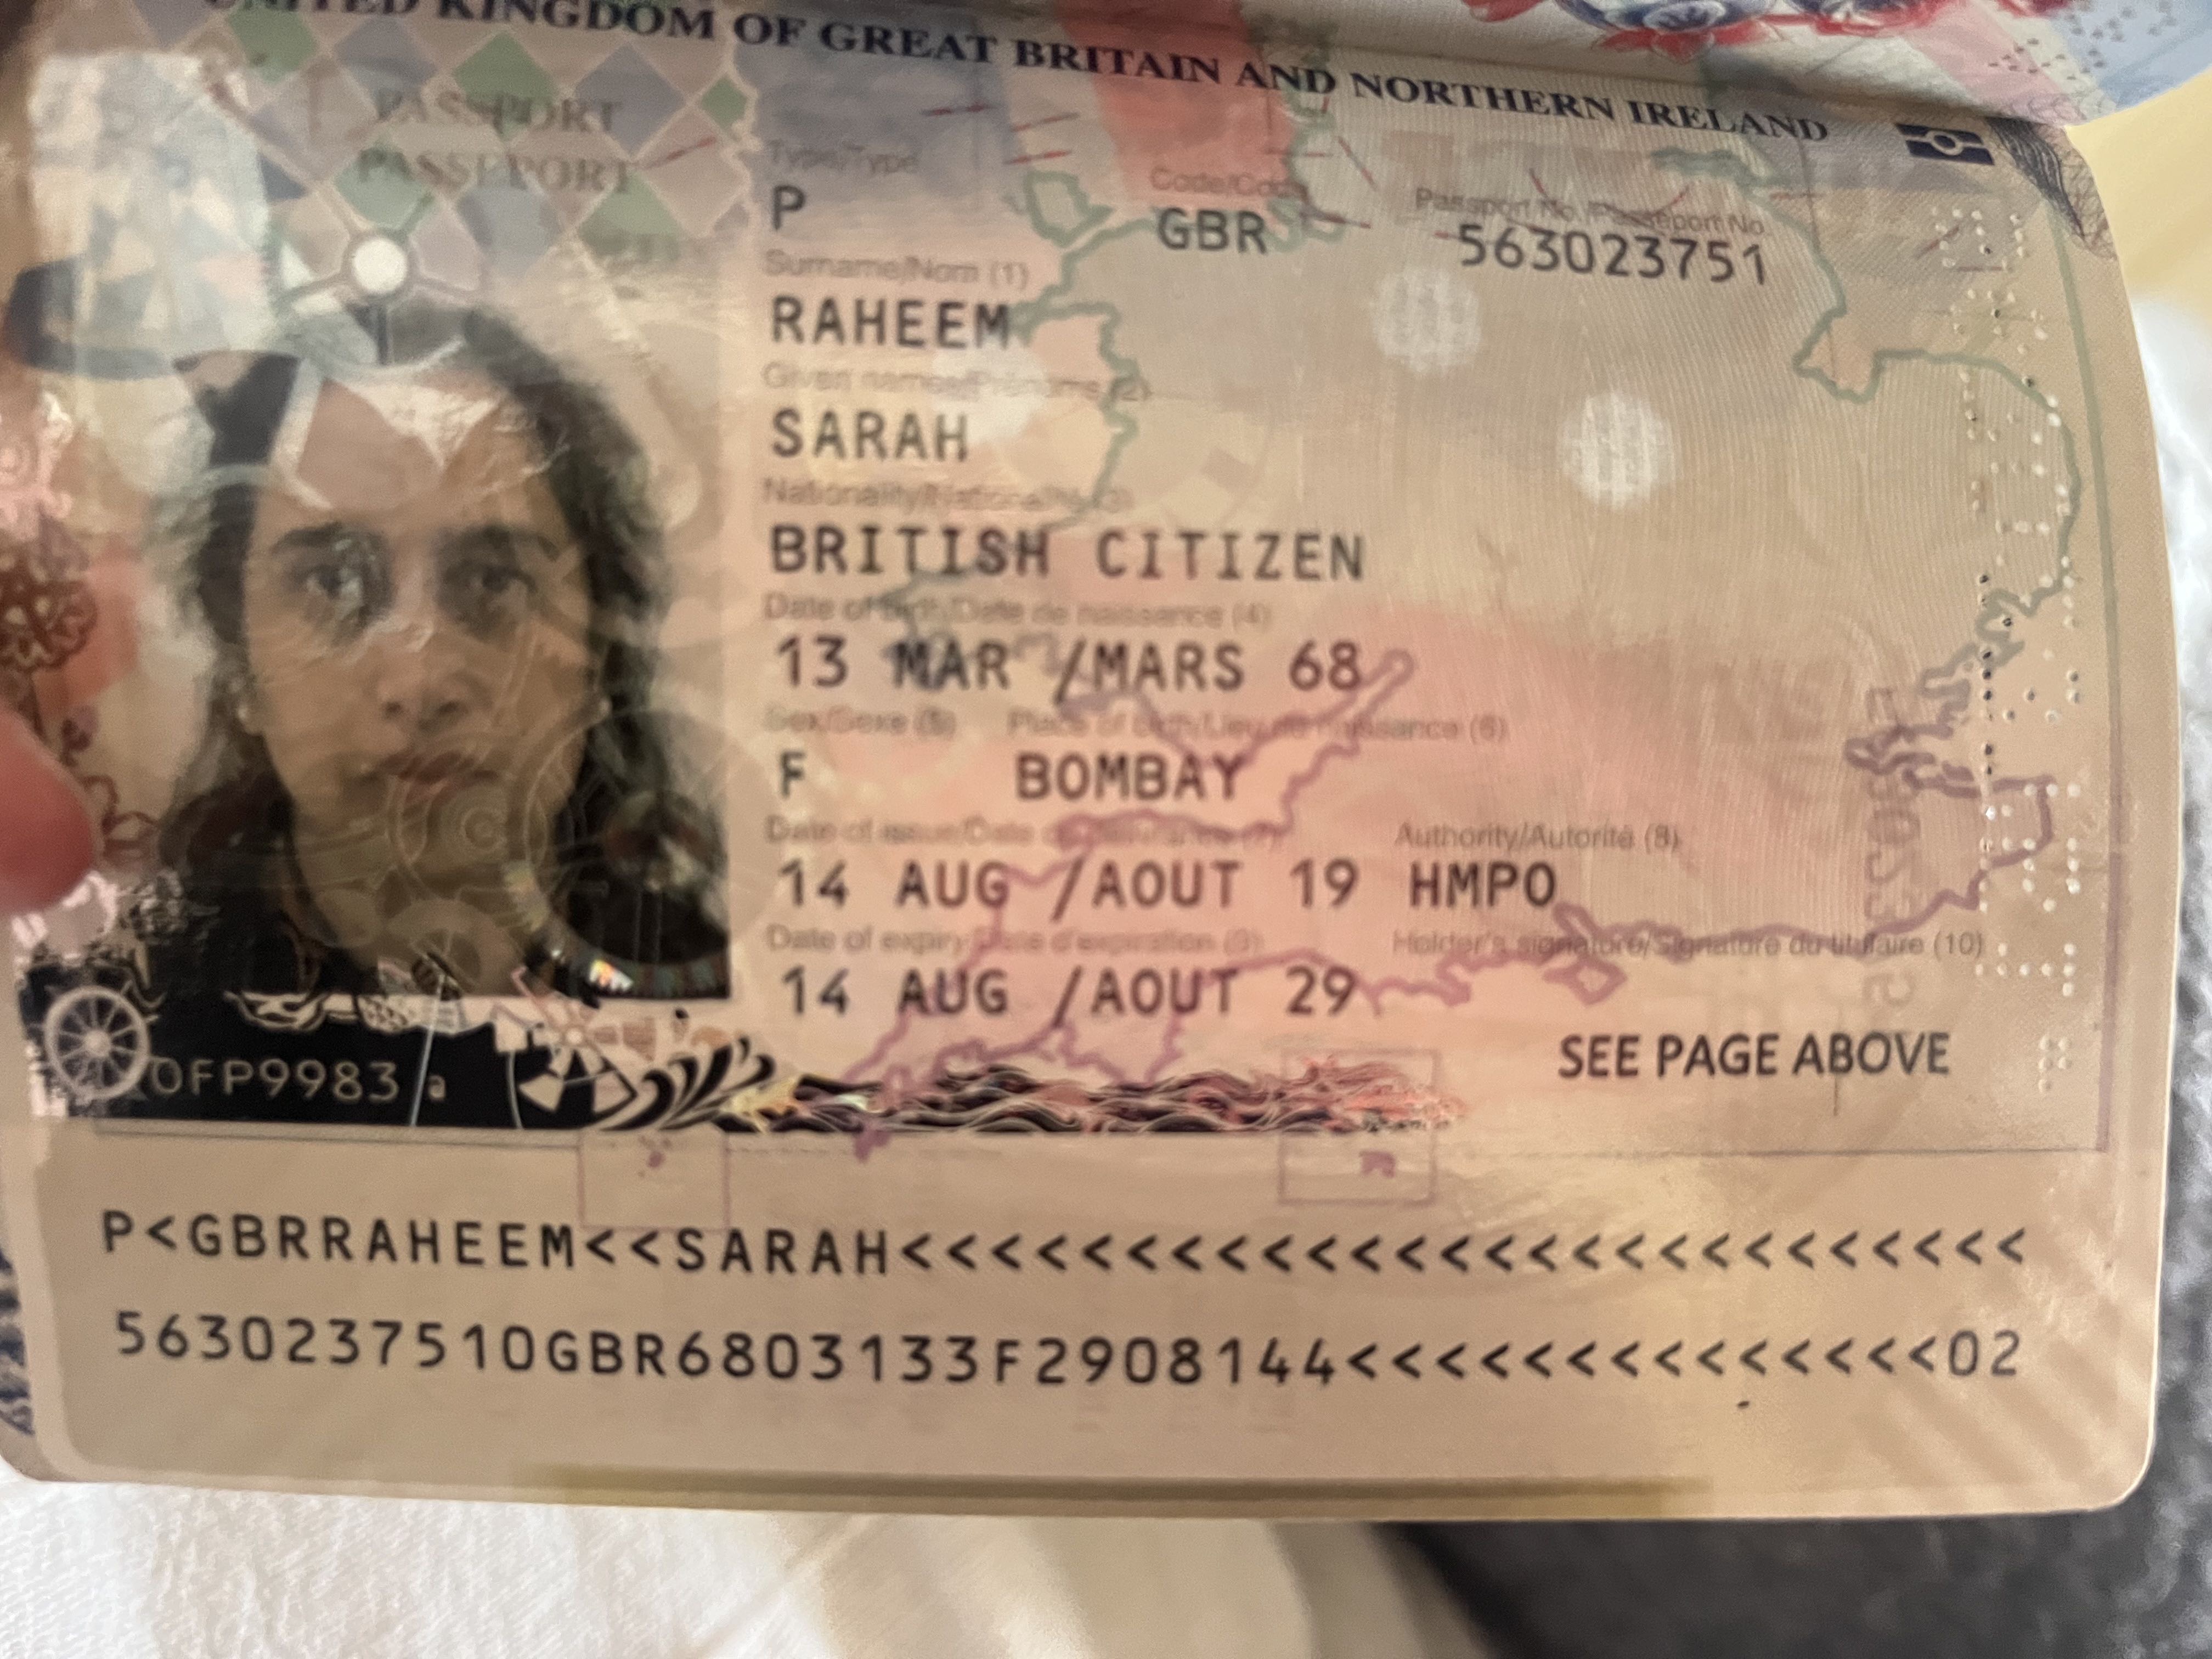 UNITED KINGDOM OF GREAT BRITAIN AND NORTHERN IRELAND
PASSPORT
PASSEPORT
Type/Type
Code/Code
Passport No./Passeport No.
P
GBR
563023751
Surname/Nom (1)
RAHEEM
Given names/Prénoms (2)
SARAH
Nationality/Nationalité (3)
BRITISH CITIZEN
Date of birth/Date de naissance (4)
13 MAR /MARS 68
Sex/Sexe (5) Place of birth/Lieu de naissance (6)
F BOMBAY
Date of issue/Date de délivrance (7) Authority/Autorité (8)
14 AUG /AOUT 19 HMPO
Date of expiry/Date d'expiration (9) Holder's signature/Signature du titulaire (10)
14 AUG /AOUT 29
SEE PAGE ABOVE
P<GBRRAHEEM<<SARAH<<<<<<<<<<<<<<<<<<<<<<<<<<
5630237510GBR6803133F2908144<<<<<<<<<<<<<<02